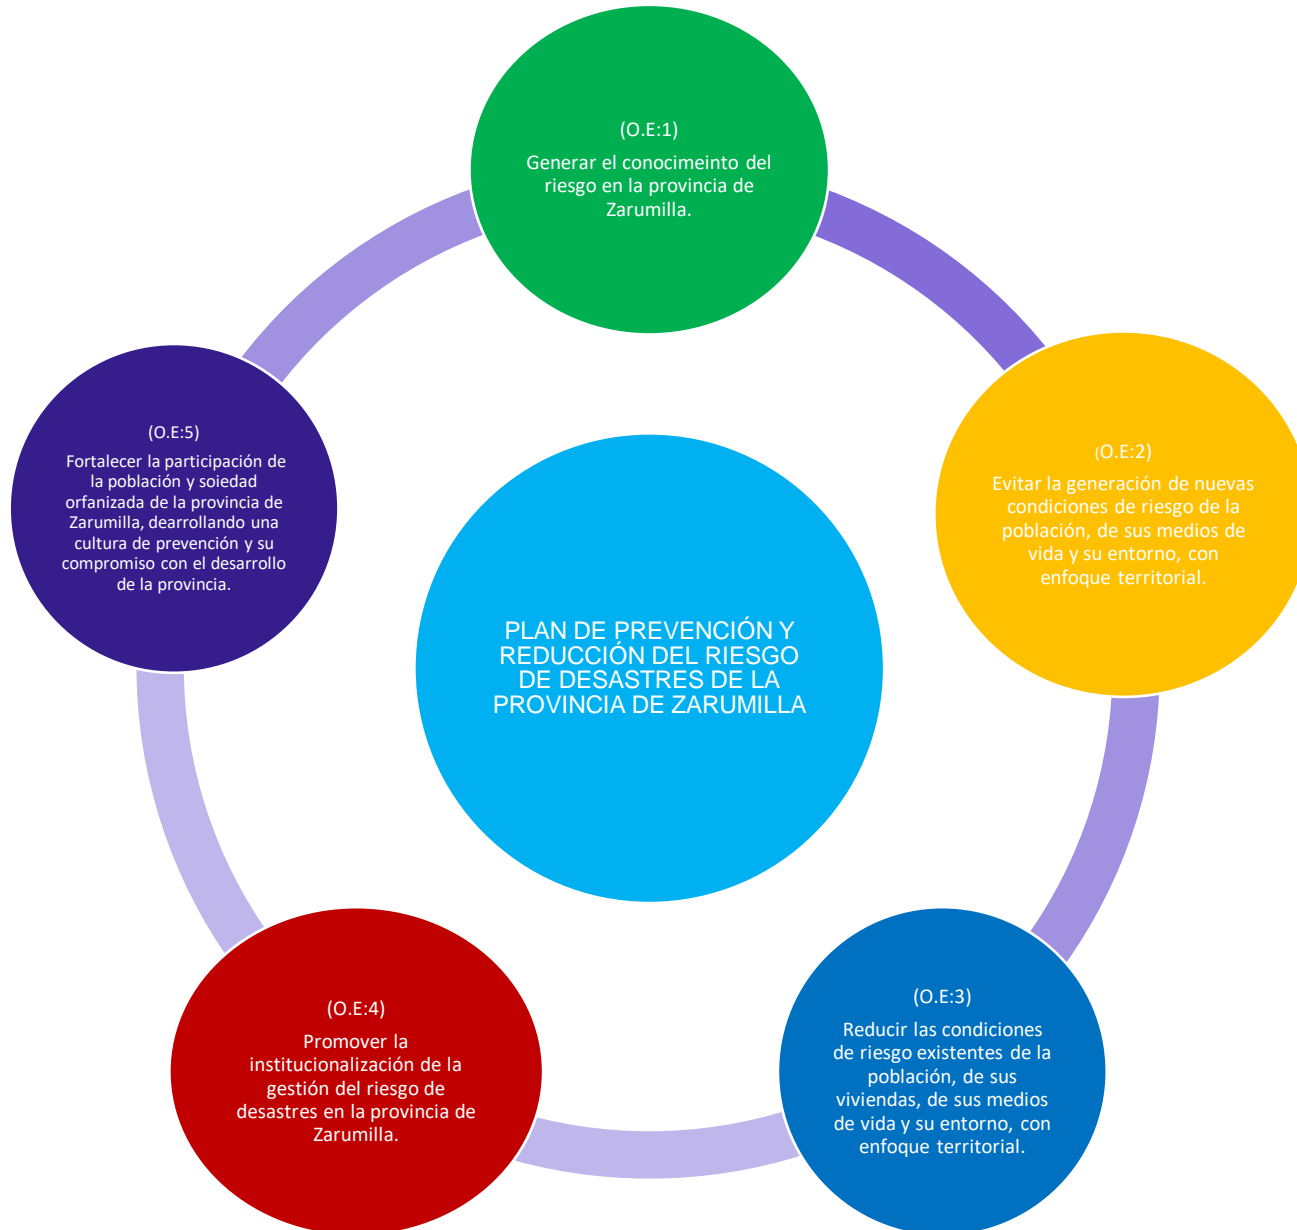 (O.E:1)
Generar el conocimeinto del
riesgo en la provincia de
Zarumilla.
(O.E:2)
Evitar la generación de nuevas
condiciones de riesgo de la
población, de sus medios de
vida y su entorno, con
enfoque territorial.
(O.E:3)
Reducir las condiciones
de riesgo existentes de la
población, de sus
viviendas, de sus medios
de vida y su entorno, con
enfoque territorial.
(O.E:4)
Promover la
institucionalización de la
gestión del riesgo de
desastres en la provincia de
Zarumilla.
(O.E:5)
Fortalecer la participación de
la población y soiedad
orfanizada de la provincia de
Zarumilla, dearrollando una
cultura de prevención y su
compromiso con el desarrollo
de la provincia.
PLAN DE PREVENCIÓN Y
REDUCCIÓN DEL RIESGO
DE DESASTRES DE LA
PROVINCIA DE ZARUMILLA